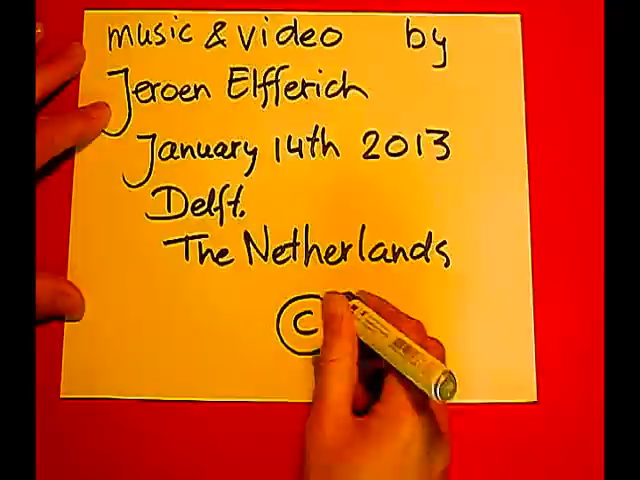 music & video by
Jeroen Elfferich
January 14th 2013
Delft.
The Netherlands
©